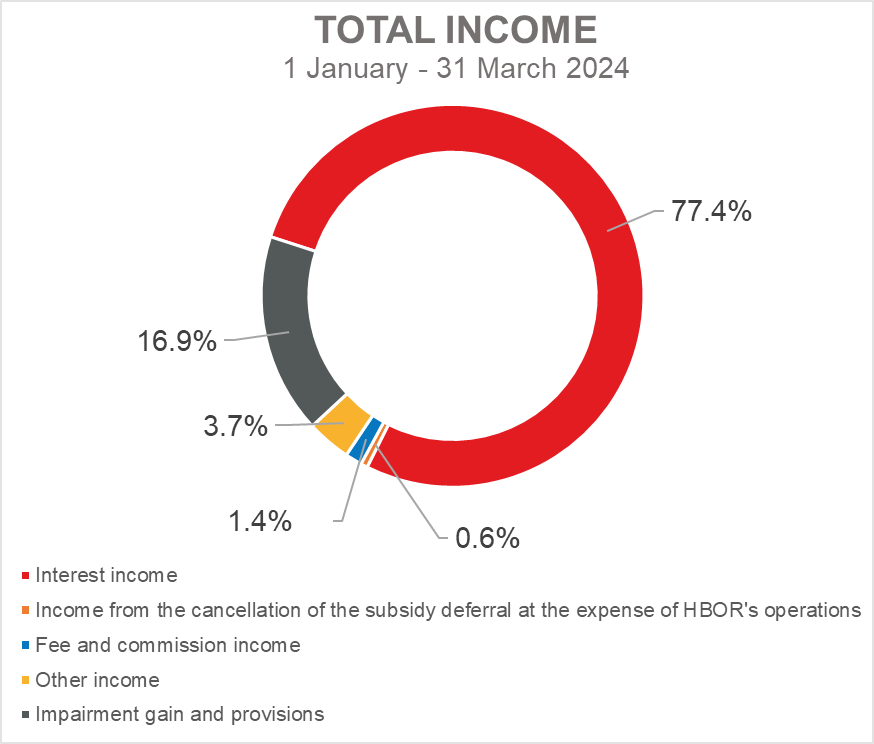 TOTAL INCOME
1 January - 31 March 2024
77.4%
16.9%
3.7%
1.4%
0.6%
Interest income
Income from the cancellation of the subsidy deferral at the expense of HBOR's operations
Fee and commission income
Other income
Impairment gain and provisions